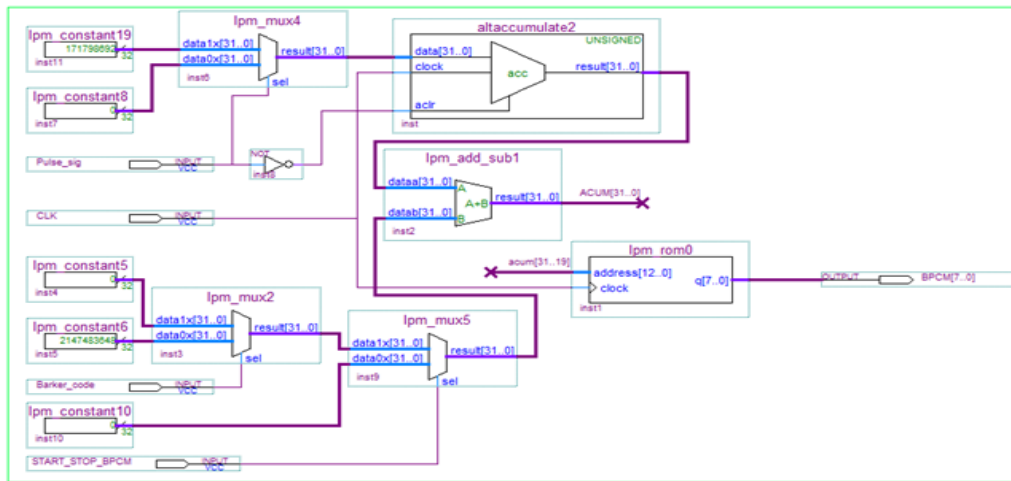 lpm_constant19
171798692
32
inst11
lpm_mux4
data1x[31..0]
data0x[31..0]
result[31..0]
inst6
sel
altaccumulate2
UNSIGNED
data[31..0]
clock
aclr
acc
result[31..0]
inst
lpm_constant8
0
32
inst7
Pulse_sig
INPUT
VCC
NOT
inst8
lpm_add_sub1
dataa[31..0]
datab[31..0]
A
A+B
B
result[31..0]
inst2
ACUM[31..0]
CLK
INPUT
VCC
lpm_rom0
acum[31..19]
address[12..0]
clock
q[7..0]
inst1
OUTPUT
BPCM[7..0]
lpm_constant5
0
32
inst4
lpm_mux2
data1x[31..0]
data0x[31..0]
result[31..0]
inst3
sel
lpm_constant6
2147483648
32
inst5
lpm_mux5
data1x[31..0]
data0x[31..0]
result[31..0]
inst9
sel
Barker_code
INPUT
VCC
lpm_constant10
0
32
inst10
START_STOP_BPCM
INPUT
VCC